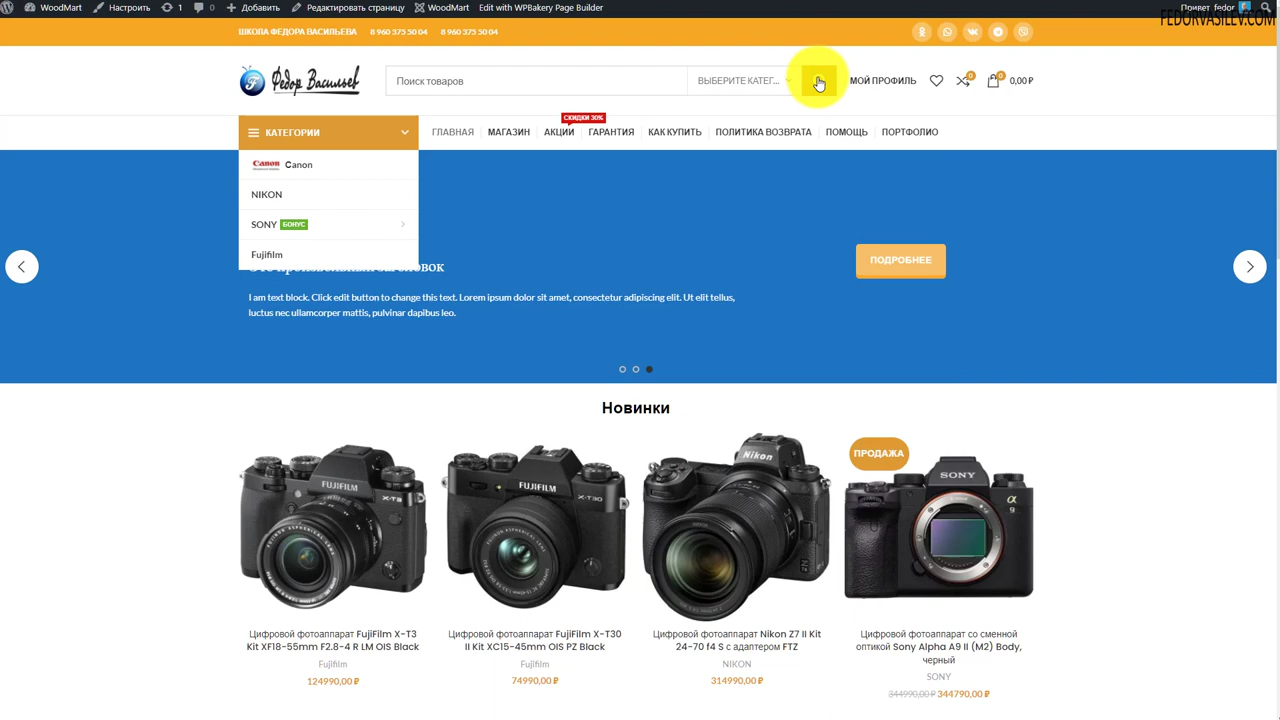 WoodMart
Настроить
1
0
Добавить
Редактировать страницу
WoodMart
Edit with WPBakery Page Builder
Привет, fedor
FEDORVASILEV.COM
ШКОЛА ФЕДОРА ВАСИЛЬЕВА
8 960 375 50 04
8 960 375 50 04
Федор Васильев
Поиск товаров
ВЫБЕРИТЕ КАТЕГ...
МОЙ ПРОФИЛЬ
0
0
0,00 ₽
СКИДКИ 30%
КАТЕГОРИИ
ГЛАВНАЯ
МАГАЗИН
АКЦИИ
ГАРАНТИЯ
КАК КУПИТЬ
ПОЛИТИКА ВОЗВРАТА
ПОМОЩЬ
ПОРТФОЛИО
Canon
Canon
NIKON
SONY
БОНУС
Fujifilm
ПОДРОБНЕЕ
I am text block. Click edit button to change this text. Lorem ipsum dolor sit amet, consectetur adipiscing elit. Ut elit tellus,
luctus nec ullamcorper mattis, pulvinar dapibus leo.
Новинки
ПРОДАЖА
FUJIFILM
X-T3
FUJIFILM
X-T30
Nikon
SONY
α
9
Цифровой фотоаппарат FujiFilm X-T3
Kit XF18-55mm F2.8-4 R LM OIS Black
Fujifilm
124990,00 ₽
Цифровой фотоаппарат FujiFilm X-T30
II Kit XC15-45mm OIS PZ Black
Fujifilm
74990,00 ₽
Цифровой фотоаппарат Nikon Z7 II Kit
24-70 f4 S с адаптером FTZ
NIKON
314990,00 ₽
Цифровой фотоаппарат со сменной
оптикой Sony Alpha A9 II (M2) Body,
черный
SONY
344990,00 ₽ 344790,00 ₽